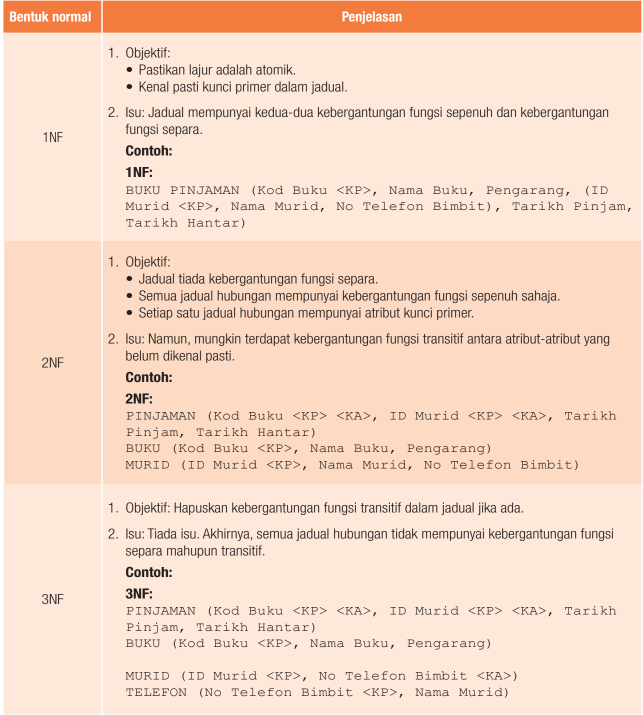 Bentuk normal
Penjelasan
1NF
1. Objektif:
• Pastikan lajur adalah atomik.
• Kenal pasti kunci primer dalam jadual.
2. Isu: Jadual mempunyai kedua-dua kebergantungan fungsi sepenuh dan kebergantungan
fungsi separa.
Contoh:
1NF:
BUKU PINJAMAN (Kod Buku <KP>, Nama Buku, Pengarang, (ID
Murid <KP>, Nama Murid, No Telefon Bimbit), Tarikh Pinjam,
Tarikh Hantar)
2NF
1. Objektif:
• Jadual tiada kebergantungan fungsi separa.
• Semua jadual hubungan mempunyai kebergantungan fungsi sepenuh sahaja.
• Setiap satu jadual hubungan mempunyai atribut kunci primer.
2. Isu: Namun, mungkin terdapat kebergantungan fungsi transitif antara atribut-atribut yang
belum dikenal pasti.
Contoh:
2NF:
PINJAMAN (Kod Buku <KP> <KA>, ID Murid <KP> <KA>, Tarikh
Pinjam, Tarikh Hantar)
BUKU (Kod Buku <KP>, Nama Buku, Pengarang)
MURID (ID Murid <KP>, Nama Murid, No Telefon Bimbit)
3NF
1. Objektif: Hapuskan kebergantungan fungsi transitif dalam jadual jika ada.
2. Isu: Tiada isu. Akhirnya, semua jadual hubungan tidak mempunyai kebergantungan fungsi
separa mahupun transitif.
Contoh:
3NF:
PINJAMAN (Kod Buku <KP> <KA>, ID Murid <KP> <KA>, Tarikh
Pinjam, Tarikh Hantar)
BUKU (Kod Buku <KP>, Nama Buku, Pengarang)
MURID (ID Murid <KP>, No Telefon Bimbit <KA>)
TELEFON (No Telefon Bimbit <KP>, Nama Murid)